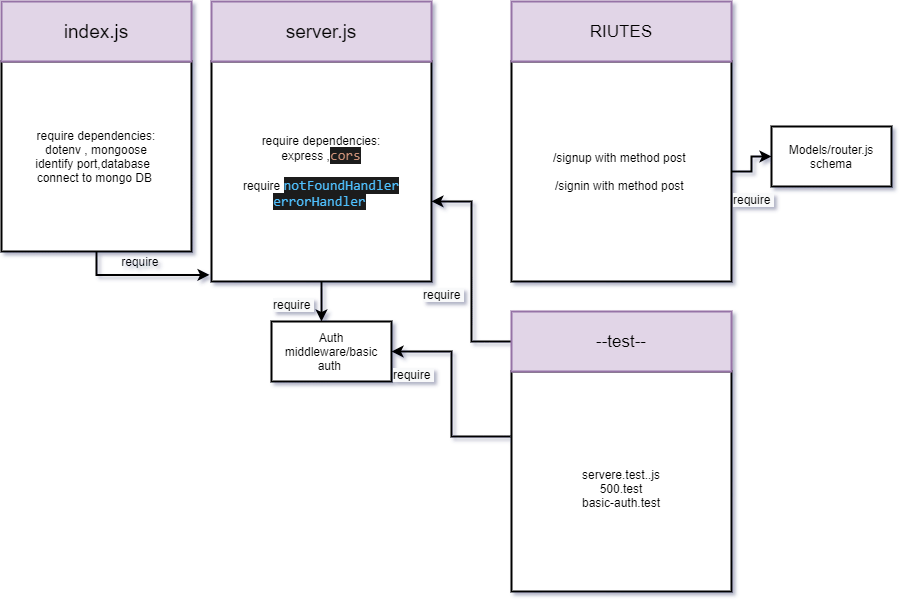 index.js
require dependencies:
dotenv , mongoose
identify port,database
connect to mongo DB
require
server.js
require dependencies:
express ,cors
require notFoundHandler
errorHandler
require
Auth
middleware/basic
auth
RIUTES
/signup with method post
/signin with method post
require
Models/router.js
schema
--test--
servere.test..js
500.test
basic-auth.test
require
require